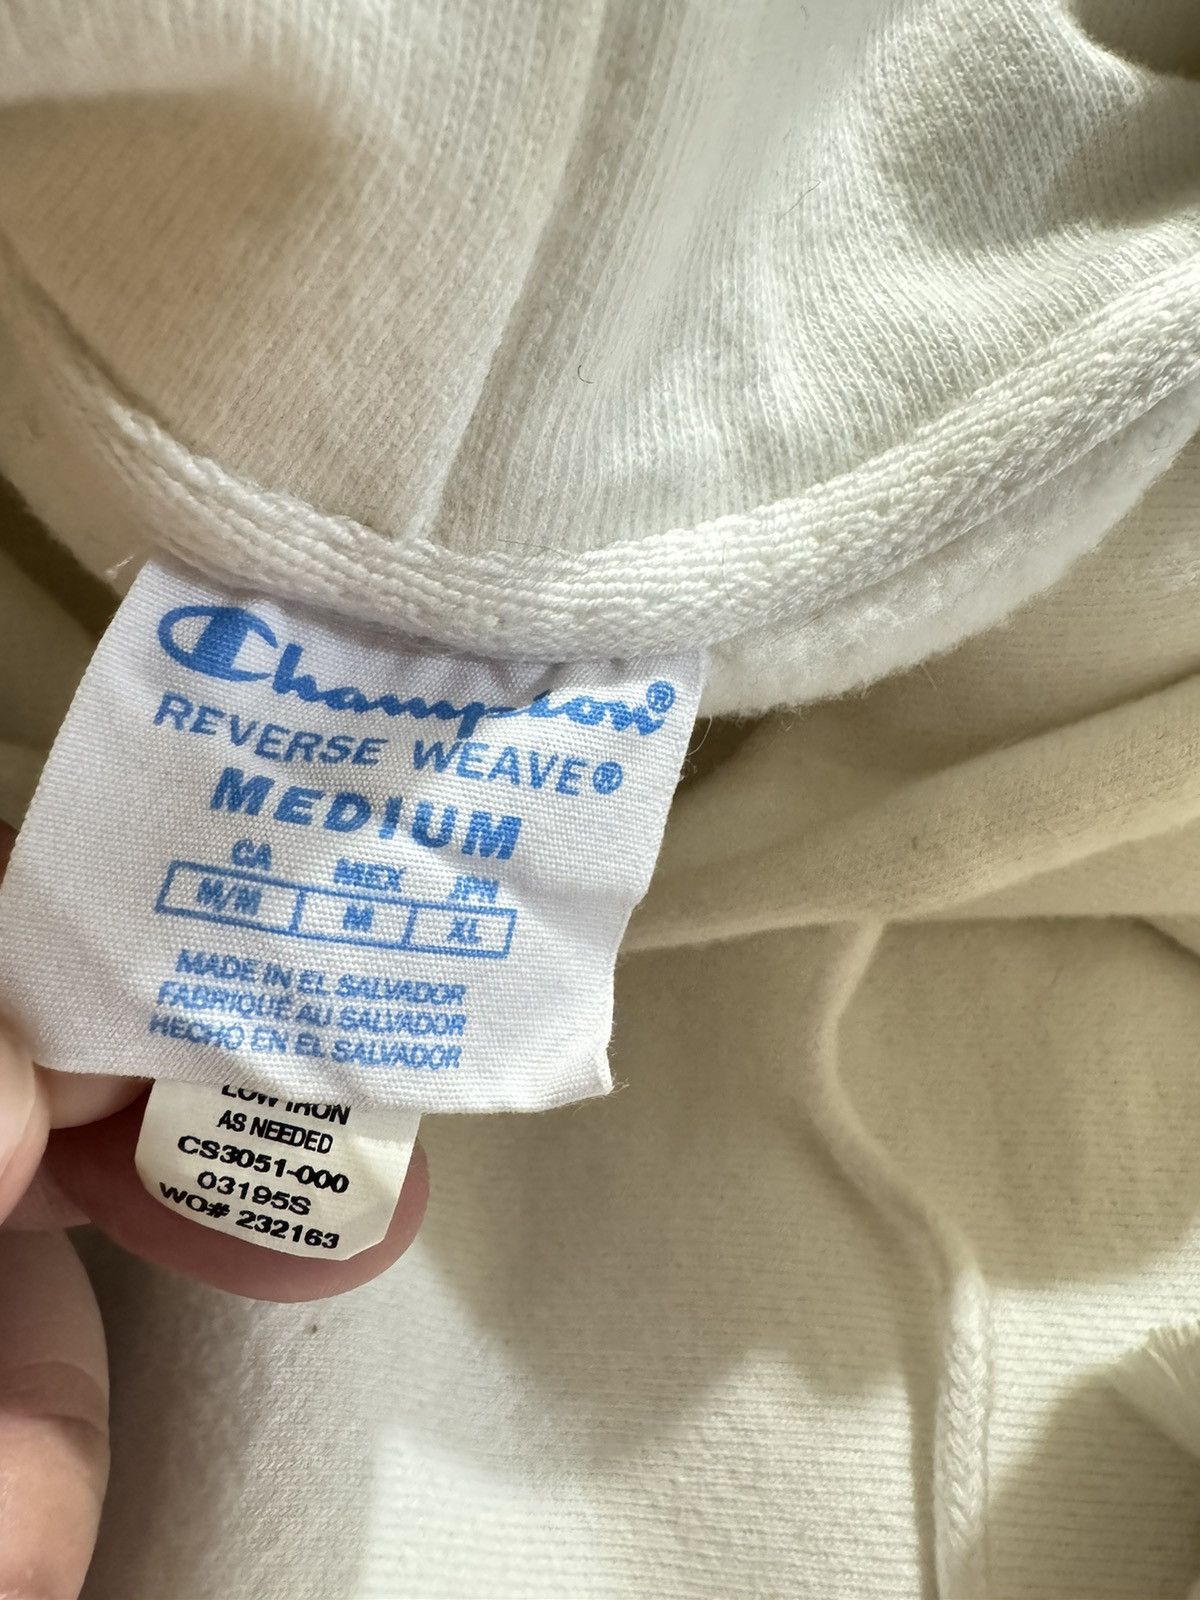 Champion®
REVERSE WEAVE®
MEDIUM
CA MEX JPN
M/M M XL
MADE IN EL SALVADOR
FABRIQUÉ AU SALVADOR
HECHO EN EL SALVADOR
LOW IRON
AS NEEDED
CS3051-000
03195S
WO# 232163